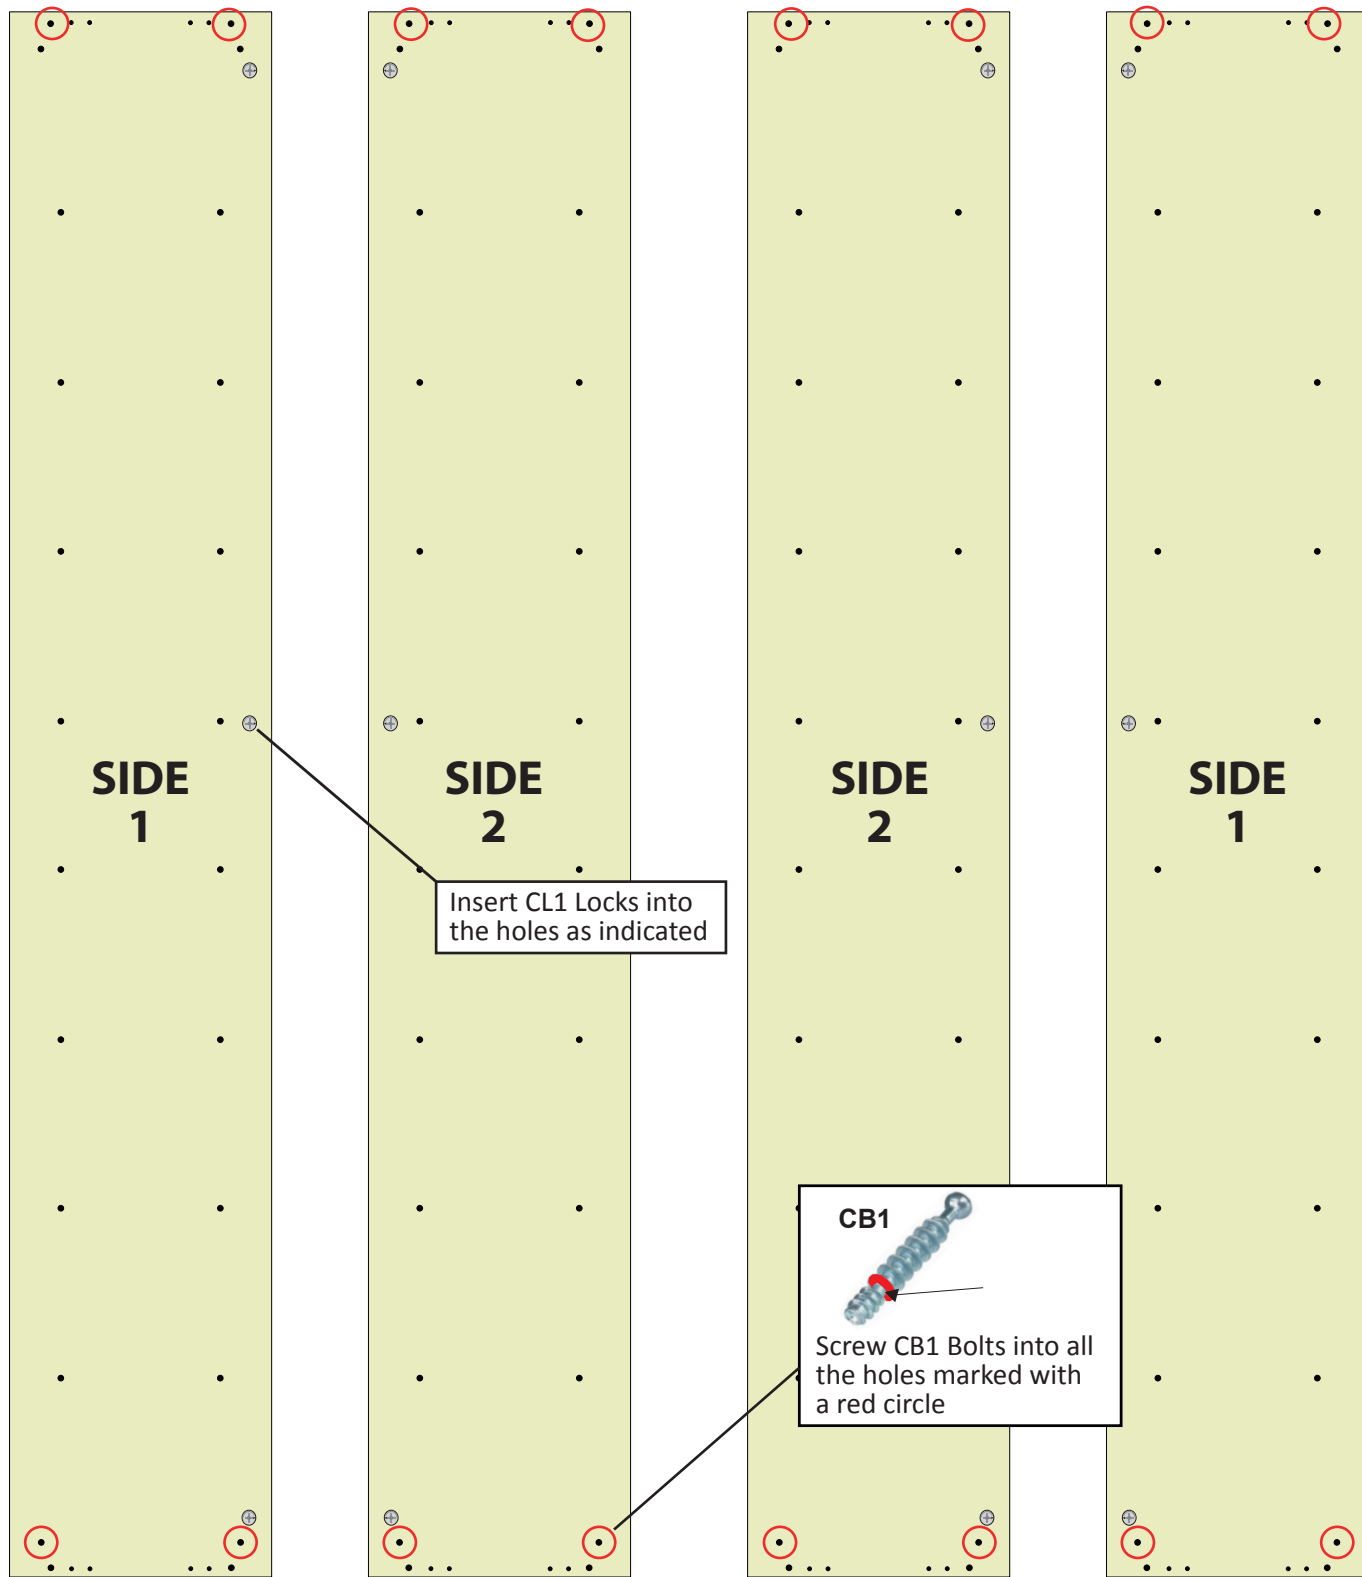 SIDE
1
SIDE
2
SIDE
2
SIDE
1
Insert CL1 Locks into
the holes as indicated
CB1
Screw CB1 Bolts into all
the holes marked with
a red circle